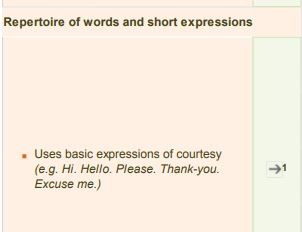 Repertoire of words and short expressions
▪ Uses basic expressions of courtesy
(e.g. Hi. Hello. Please. Thank-you.
Excuse me.)
→1